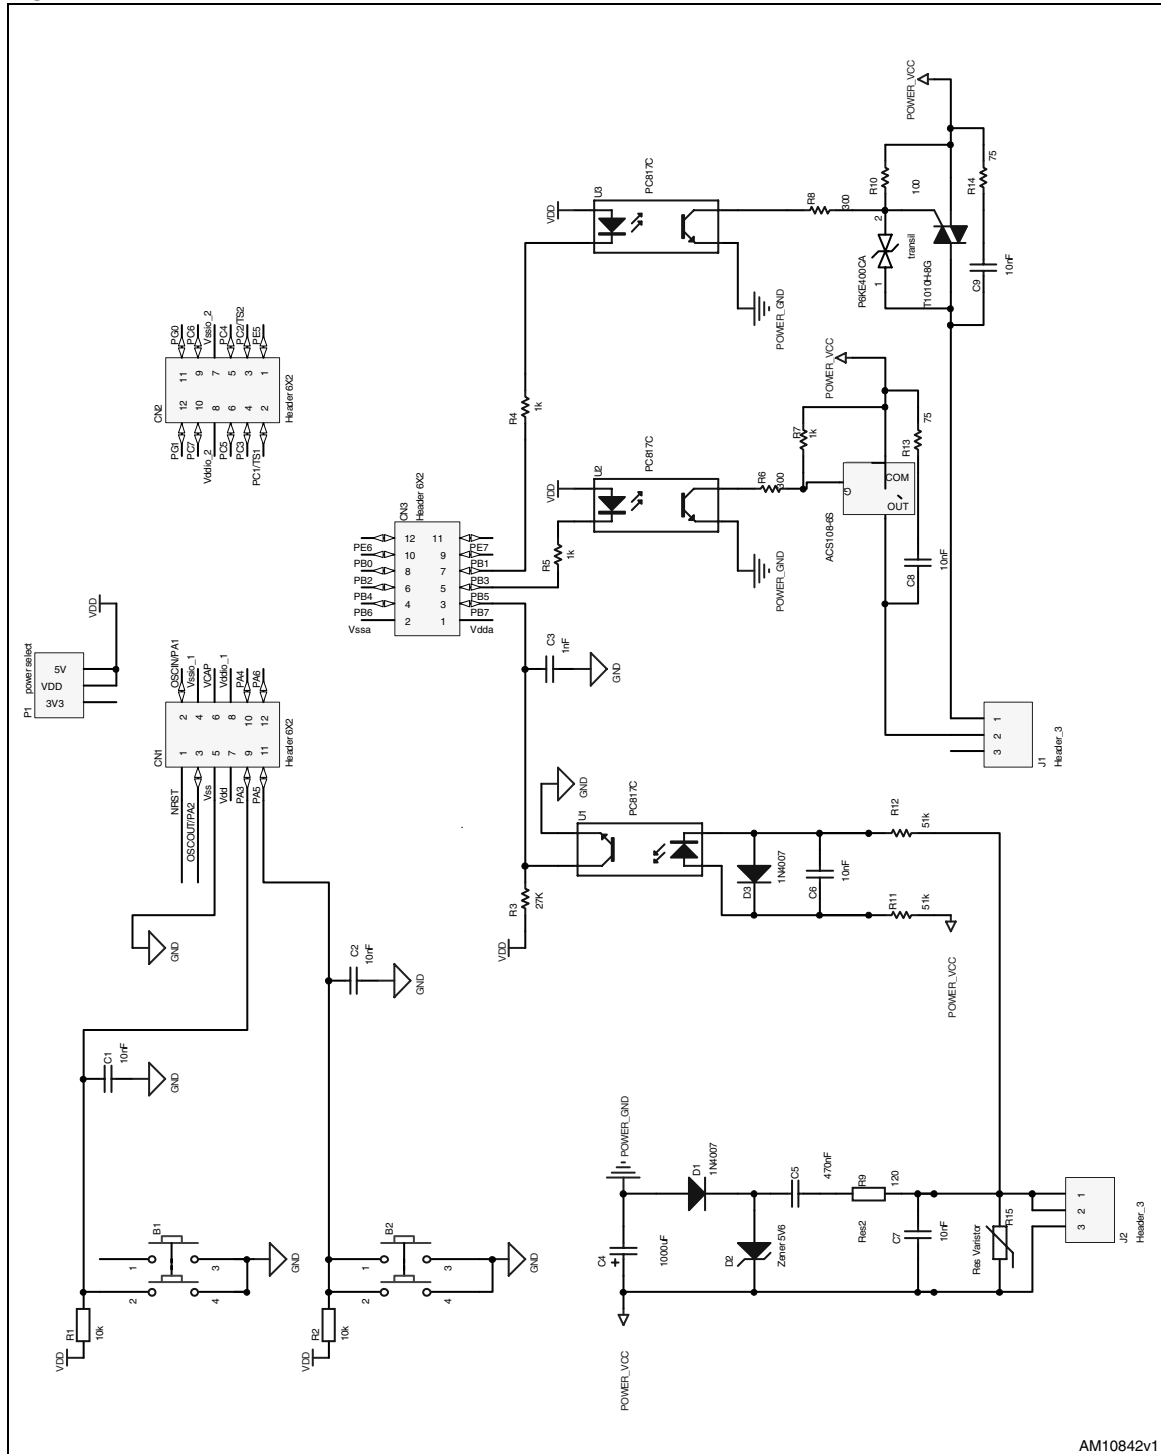 POWER_VCC
R14
75
R10
100
R8
300
2
P6KE400CA
transil
1
T1010H-8G
C9
10nF
U3
PC817C
VDD
POWER_GND
POWER_VCC
R4
1k
R7
1k
R13
75
R6
300
G
COM
OUT
ACS108-6S
C8
10nF
U2
PC817C
VDD
R5
1k
POWER_GND
CN2
Header 6X2
PG0
PC6
Vssio_2
PC4
PC2/TS2
PE5
11
9
7
5
3
1
12
10
8
6
4
2
PG1
PC7
Vddio_2
PC5
PC3
PC1/TS1
CN3
Header 6X2
PE6
PB0
PB2
PB4
PB6
Vssa
12
10
8
6
4
2
11
9
7
5
3
1
PE7
PB1
PB3
PB5
PB7
Vdda
P1
power select
5V
VDD
3V3
VDD
CN1
Header 6X2
OSCIN/PA1
Vssio_1
VCAP
Vddio_1
PA4
PA6
2
4
6
8
10
12
1
3
5
7
9
11
NRST
OSCOUT/PA2
Vss
Vdd
PA3
PA5
GND
C3
1nF
GND
J1
Header_3
1
2
3
GND
U1
PC817C
R3
27K
VDD
D3
1N4007
C6
10nF
R12
51k
R11
51k
POWER_VCC
C2
10nF
GND
C1
10nF
GND
B1
1
2
3
4
GND
R1
10k
VDD
B2
1
2
3
4
GND
R2
10k
VDD
POWER_GND
D1
1N4007
C4
1000uF
D2
Zener 5V6
C5
470nF
R9
120
Res2
C7
10nF
R15
Res Varistor
1
2
3
J2
Header_3
POWER_VCC
AM10842v1